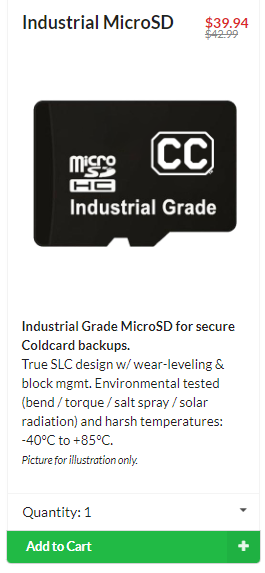 Industrial MicroSD $39.94
$42.99
micro
SD
HC
CC
Industrial Grade
Industrial Grade MicroSD for secure
Coldcard backups.
True SLC design w/ wear-leveling &
block mgmt. Environmental tested
(bend / torque / salt spray / solar
radiation) and harsh temperatures:
-40°C to +85°C.
Picture for illustration only.
Quantity: 1
Add to Cart +